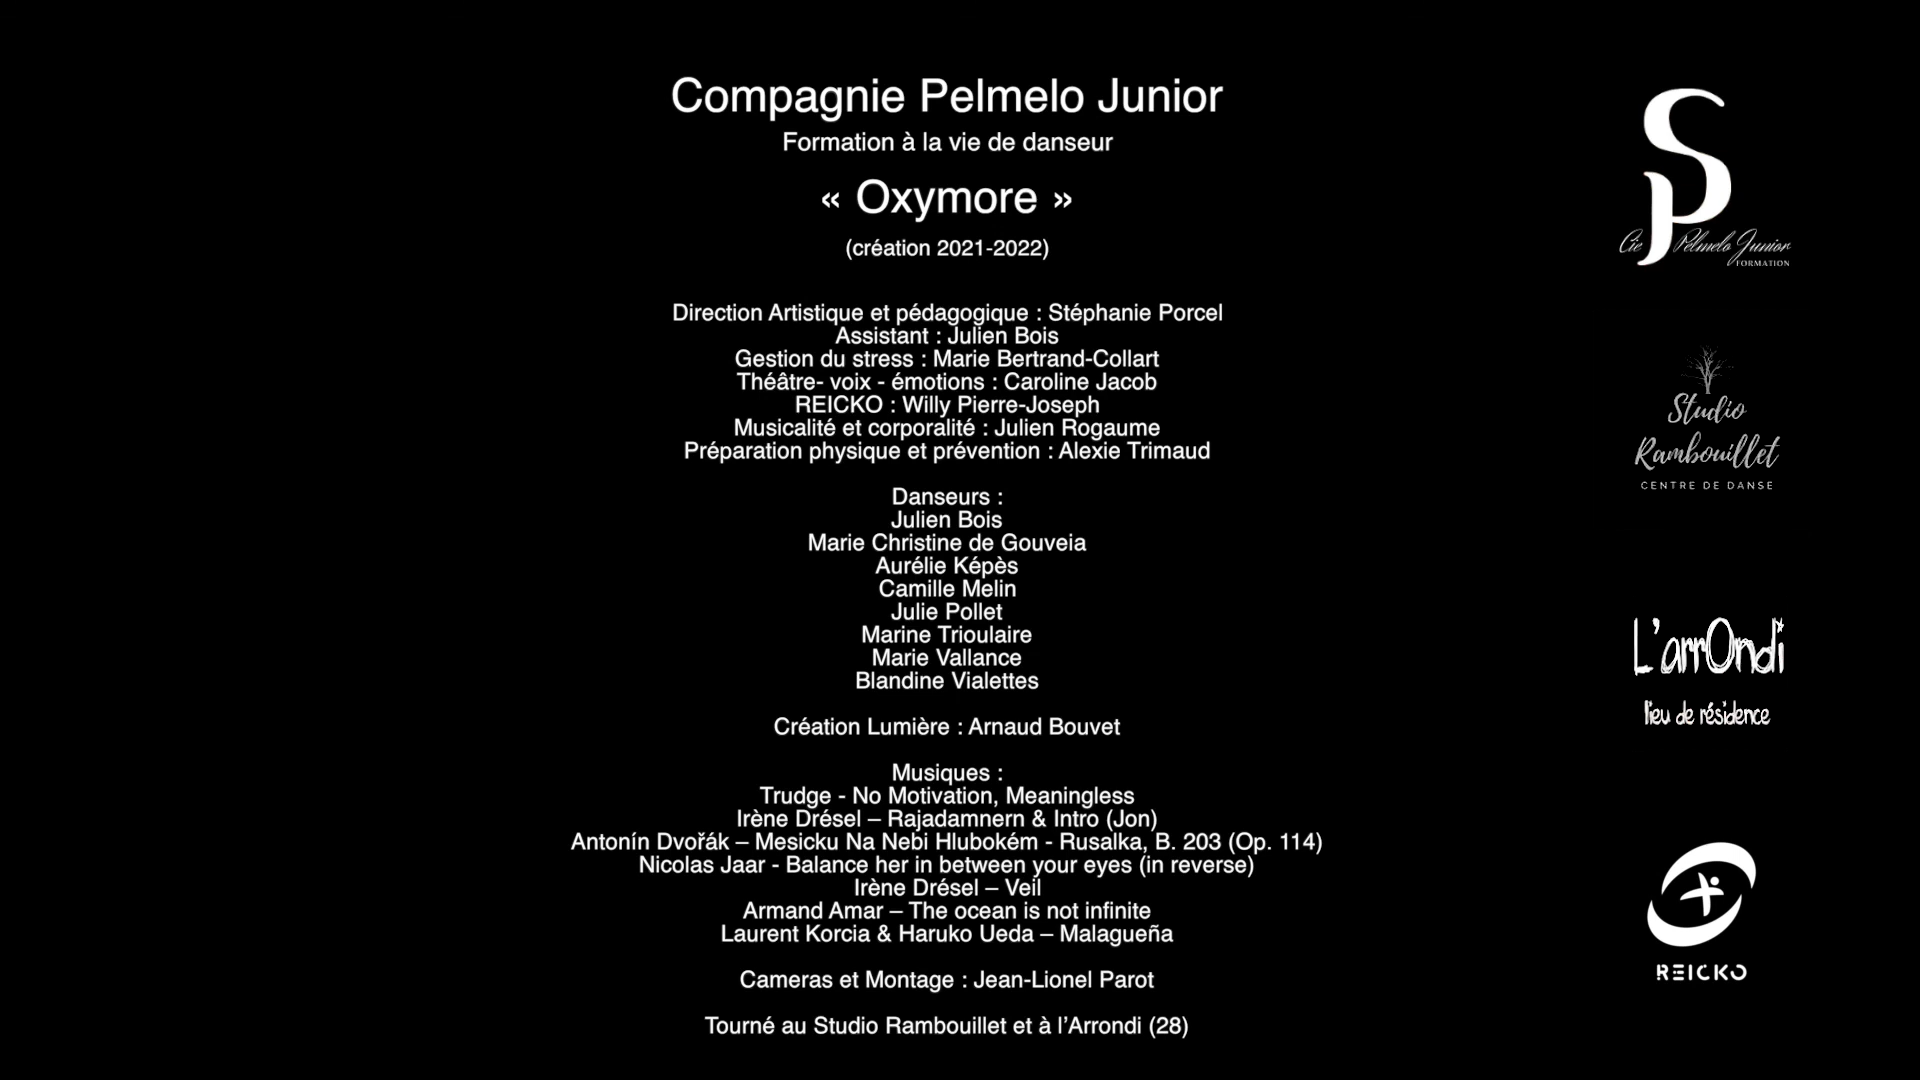 Compagnie Pelmelo Junior
Formation à la vie de danseur
« Oxymore »
(création 2021-2022)
Direction Artistique et pédagogique : Stéphanie Porcel
Assistant : Julien Bois
Gestion du stress : Marie Bertrand-Collart
Théâtre- voix - émotions : Caroline Jacob
REICKO : Willy Pierre-Joseph
Musicalité et corporalité : Julien Rogaume
Préparation physique et prévention : Alexie Trimaud
Danseurs :
Julien Bois
Marie Christine de Gouveia
Aurélie Képès
Camille Melin
Julie Pollet
Marine Trioulaire
Marie Vallance
Blandine Vialettes
Création Lumière : Arnaud Bouvet
Musiques :
Trudge - No Motivation, Meaningless
Irène Drésel – Rajadamnern & Intro (Jon)
Antonín Dvořák – Mesicku Na Nebi Hlubokém - Rusalka, B. 203 (Op. 114)
Nicolas Jaar - Balance her in between your eyes (in reverse)
Irène Drésel – Veil
Armand Amar – The ocean is not infinite
Laurent Korcia & Haruko Ueda – Malagueña
Cameras et Montage : Jean-Lionel Parot
Tourné au Studio Rambouillet et à l’Arrondi (28)
SP
Cie Pelmelo Junior
FORMATION
Studio
Rambouillet
CENTRE DE DANSE
L'arrOndi
lieu de résidence
REICKO